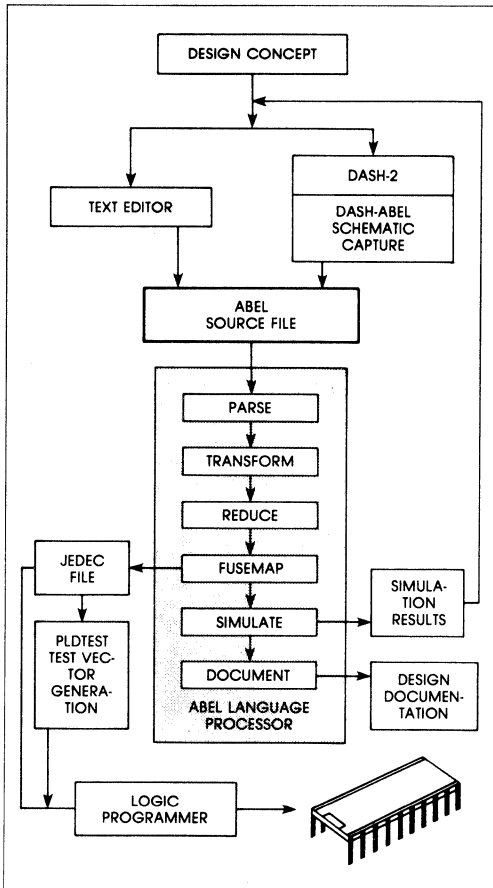 DESIGN CONCEPT
DASH-2
TEXT EDITOR
DASH-ABEL
SCHEMATIC
CAPTURE
ABEL
SOURCE FILE
PARSE
TRANSFORM
REDUCE
JEDEC
FILE
FUSEMAP
SIMULATE
SIMULA-
TION
RESULTS
PLDTEST
TEST VEC-
TOR
GENERA-
TION
DOCUMENT
ABEL LANGUAGE
PROCESSOR
DESIGN
DOCUMEN-
TATION
LOGIC
PROGRAMMER